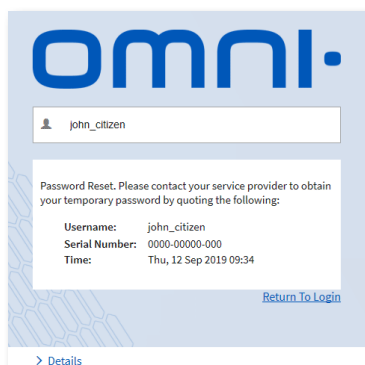 omni.
john_citizen
Password Reset. Please contact your service provider to obtain
your temporary password by quoting the following:
Username: john_citizen
Serial Number: 0000-00000-000
Time: Thu, 12 Sep 2019 09:34
Return To Login
> Details